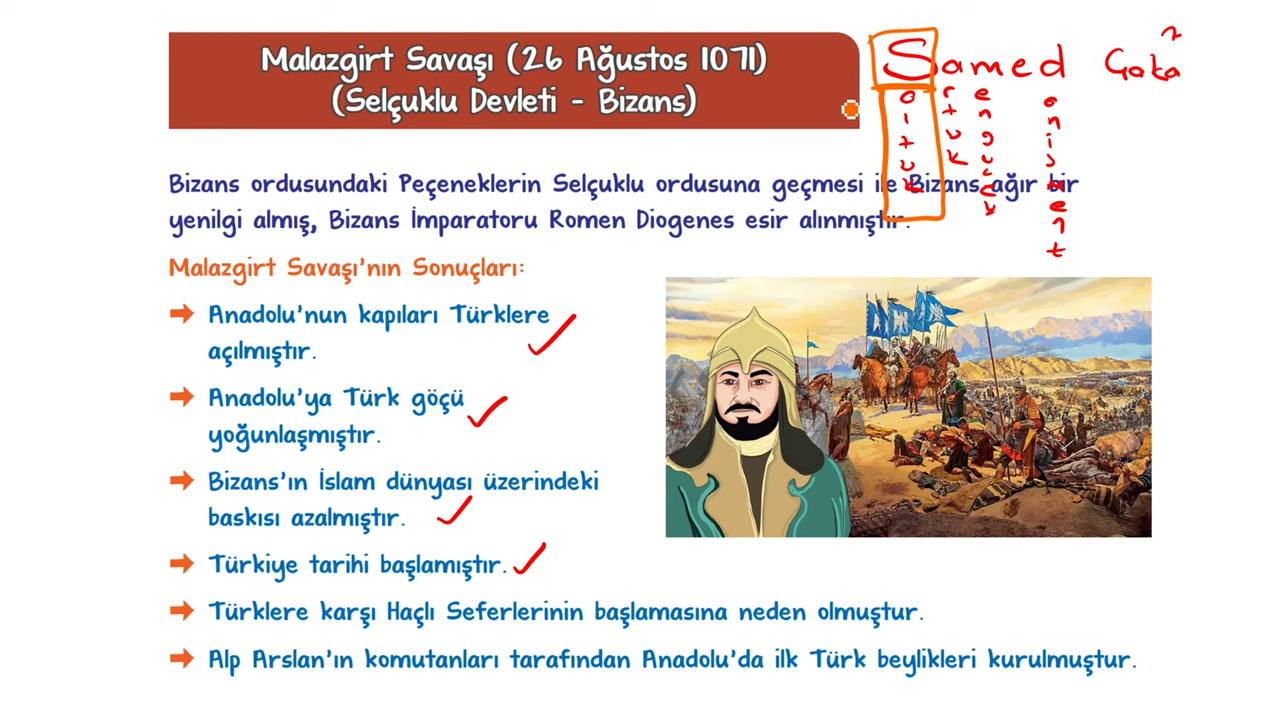 Malazgirt Savaşı (26 Ağustos 1071)
(Selçuklu Devleti - Bizans)
Samed
altuk
rtuk
anişment
Bizans ordusundaki Peçeneklerin Selçuklu ordusuna geçmesi ile Bizans ağır bir
yenilgi almış, Bizans İmparatoru Romen Diogenes esir alınmıştır.
Malazgirt Savaşı'nın Sonuçları:
➡ Anadolu'nun kapıları Türklere
açılmıştır.
➡ Anadolu'ya Türk göçü
yoğunlaşmıştır.
➡ Bizans'ın İslam dünyası üzerindeki
baskısı azalmıştır.
➡ Türkiye tarihi başlamıştır.
➡ Türklere karşı Haçlı Seferlerinin başlamasına neden olmuştur.
➡ Alp Arslan'ın komutanları tarafından Anadolu'da ilk Türk beylikleri kurulmuştur.